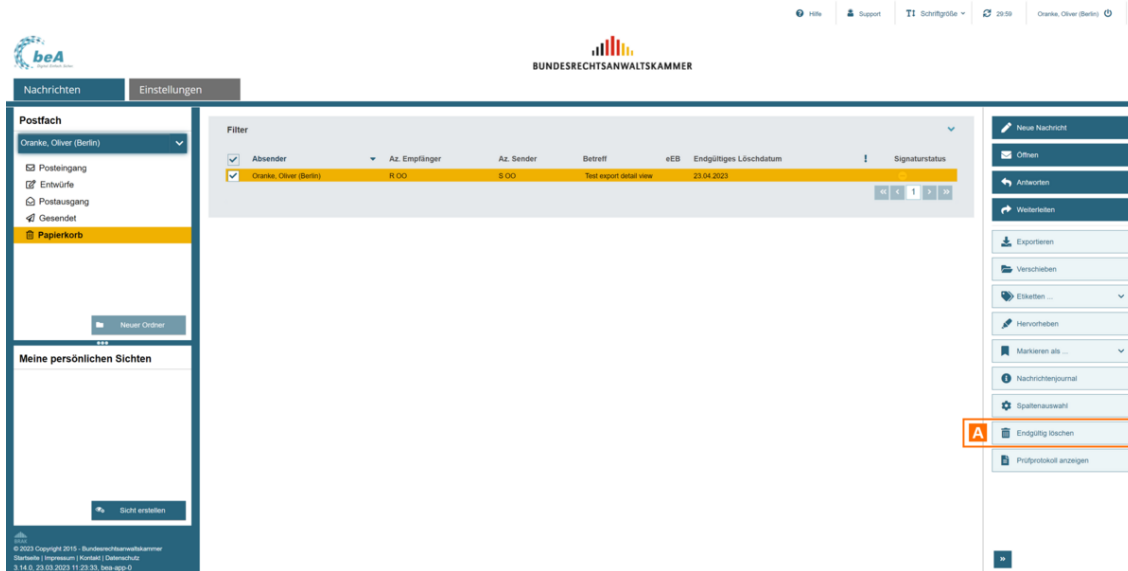 Hilfe Support Schriftgröße 29:59 Oranke, Oliver (Berlin)
beA
BUNDESRECHTSANWALTSKAMMER
Nachrichten Einstellungen
Postfach
Oranke, Oliver (Berlin)
Posteingang
Entwürfe
Postausgang
Gesendet
Papierkorb
Neuer Ordner
Meine persönlichen Sichten
Sicht erstellen
© 2023 Copyright 2015 - Bundesrechtsanwaltskammer
Startseite | Impressum | Kontakt | Datenschutz
3.14.0, 23.03.2023 11:23:33, bea-app-0
Filter
Absender Az. Empfänger Az. Sender Betreff eEB Endgültiges Löschdatum ! Signaturstatus
Oranke, Oliver (Berlin) R OO S OO Test export detail view 23.04.2023
« ‹ 1 › »
Neue Nachricht
Öffnen
Antworten
Weiterleiten
Exportieren
Verschieben
Etiketten ...
Hervorheben
Markieren als ...
Nachrichtenjournal
Spaltenauswahl
A Endgültig löschen
Prüfprotokoll anzeigen
»